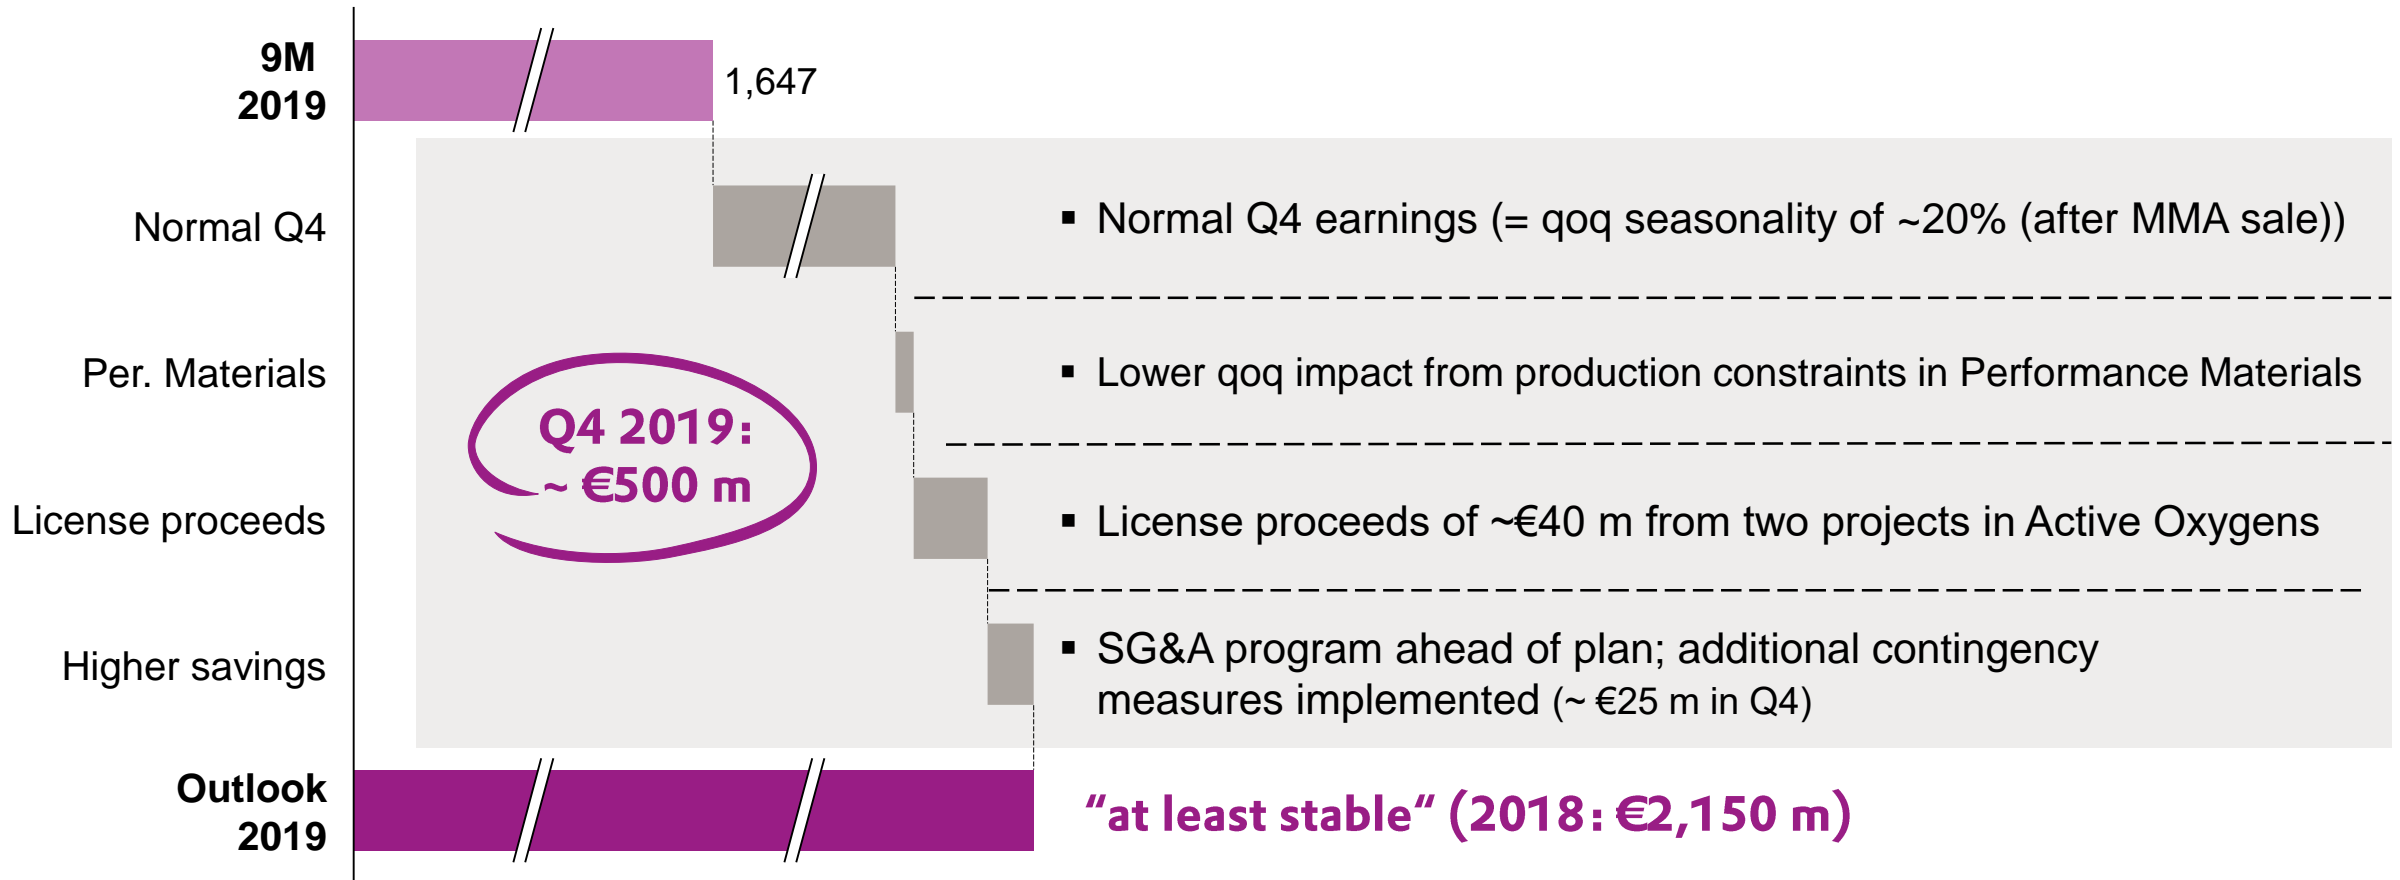 9M
2019
1,647
Normal Q4
▪ Normal Q4 earnings (= qoq seasonality of ~20% (after MMA sale))
Per. Materials
▪ Lower qoq impact from production constraints in Performance Materials
Q4 2019:
~ €500 m
License proceeds
▪ License proceeds of ~€40 m from two projects in Active Oxygens
Higher savings
▪ SG&A program ahead of plan; additional contingency
measures implemented (~ €25 m in Q4)
Outlook
2019
“at least stable“ (2018: €2,150 m)